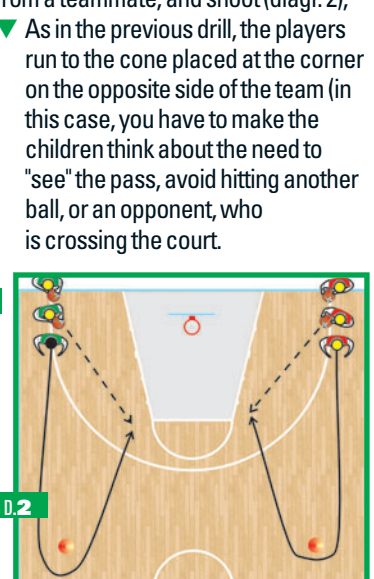 from a teammate, and shoot (diagr. 2);
▼ As in the previous drill, the players
run to the cone placed at the corner
on the opposite side of the team (in
this case, you have to make the
children think about the need to
"see" the pass, avoid hitting another
ball, or an opponent, who
is crossing the court.
D.2